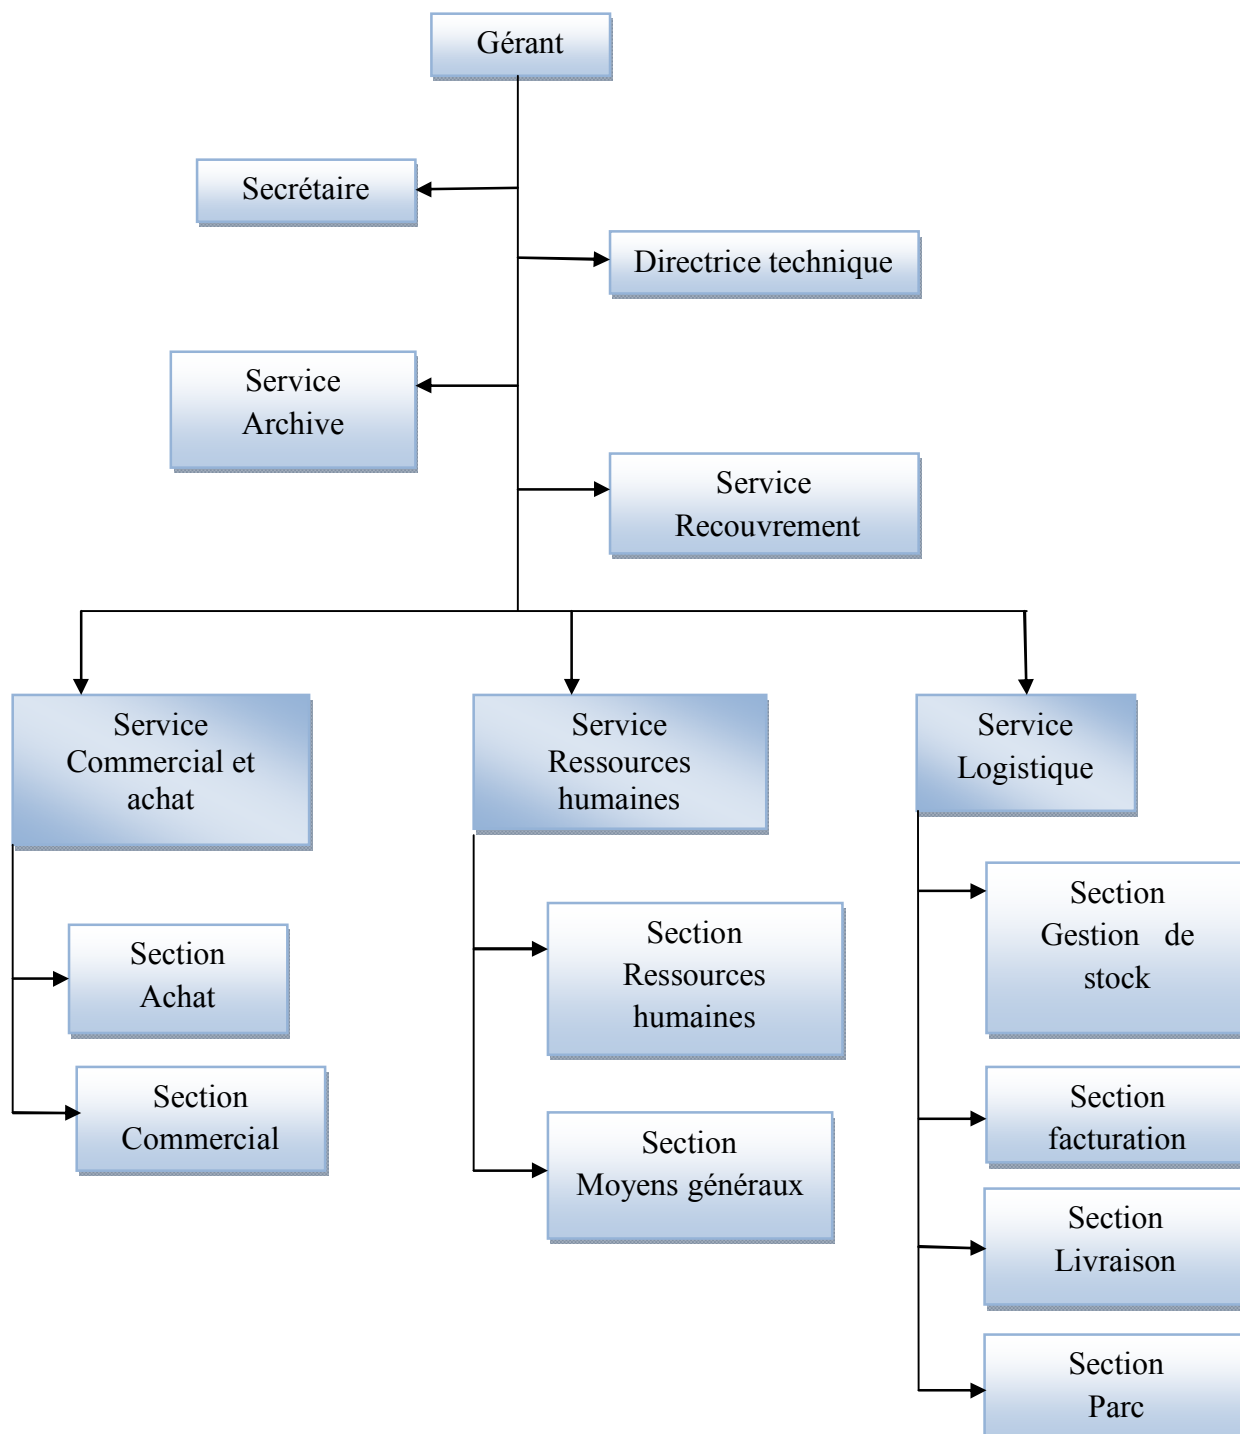 Gérant
Secrétaire
Directrice technique
Service
Archive
Service
Recouvrement
Service
Commercial et
achat
Service
Ressources
humaines
Service
Logistique
Section
Achat
Section
Commercial
Section
Ressources
humaines
Section
Moyens généraux
Section
Gestion de
stock
Section
facturation
Section
Livraison
Section
Parc